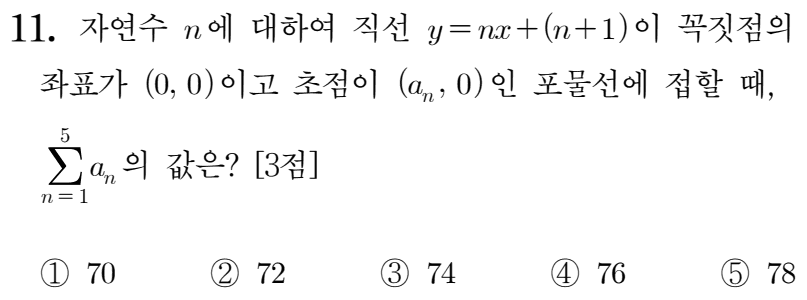 11. 자연수 n에 대하여 직선 y=nx+(n+1)이 꼭짓점의
좌표가 (0, 0)이고 초점이 (aₙ, 0)인 포물선에 접할 때,
∑_{n=1}^{5} aₙ의 값은? [3점]
① 70 ② 72 ③ 74 ④ 76 ⑤ 78